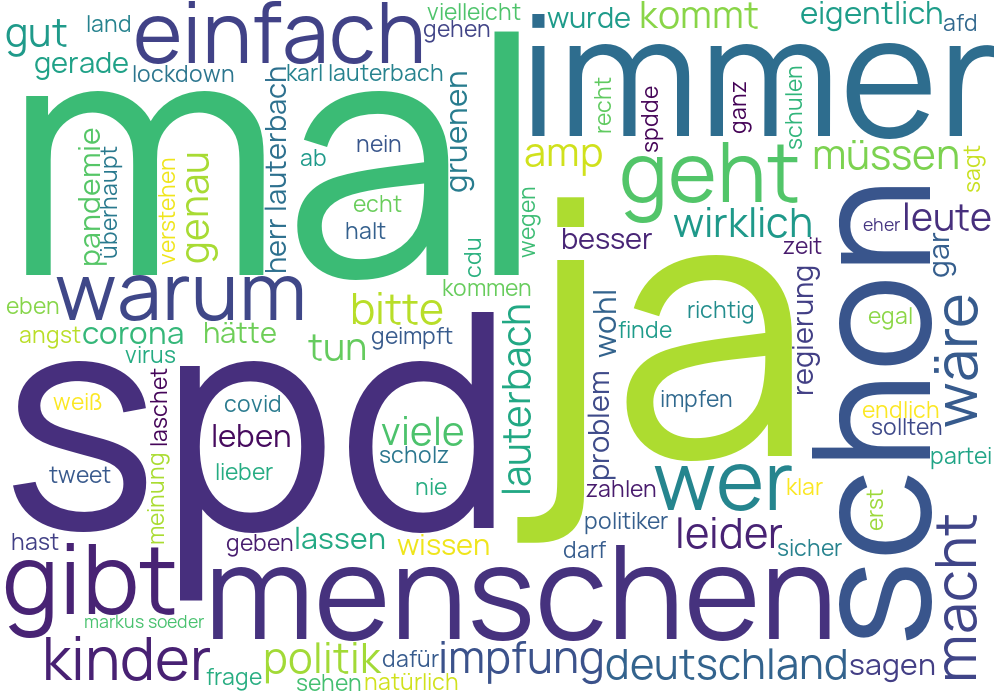 gut
land
einfach
vielleicht
gehen
wurde
kommt
eigentlich
afd
gerade
lockdown
karl lauterbach
mal
immer
pandemie
überhaupt
verstehen
genau
herr lauterbach
ab
nein
echt
halt
gruenen
cdu
wegen
amp
recht
spdde
ganz
schulen
geht
müssen
sagt
wirklich
besser
zeit
eher
leute
gar
schon
eben
warum
kommen
bitte
angst
corona
hätte
geimpft
virus
tun
ja
wohl
problem
finde
richtig
regierung
egal
wäre
spd
weiß
laschet
covid
leben
viele
scholz
lauterbach
impfen
endlich
sollten
partei
tweet
meinung
lieber
nie
wer
zahlen
klar
erst
politiker
leider
sicher
macht
hast
geben
lassen
wissen
darf
gibt
menschen
markus soeder
kinder
frage
politik
sehen
natürlich
dafür
impfung
deutschland
sagen